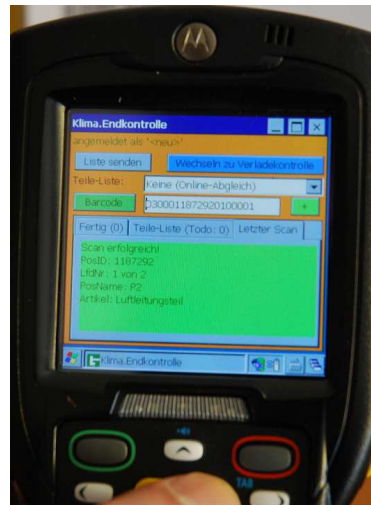 Klima.Endkontrolle
angemeldet als '<neu>'
Liste senden
Wechseln zu Verladekontrolle
Teile-Liste:
Keine (Online-Abgleich)
Barcode
0300011872920100001
+
Fertig (0)
Teile-Liste (Todo: 0)
Letzter Scan
Scan erfolgreich!
PosID: 1187292
LfdNr: 1 von 2
PosName: P2
Artikel: Luftleitungsteil
Klima.Endkontrolle
TAB